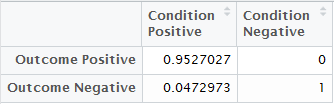 Condition Positive Condition Negative
Outcome Positive 0.9527027 0
Outcome Negative 0.0472973 1